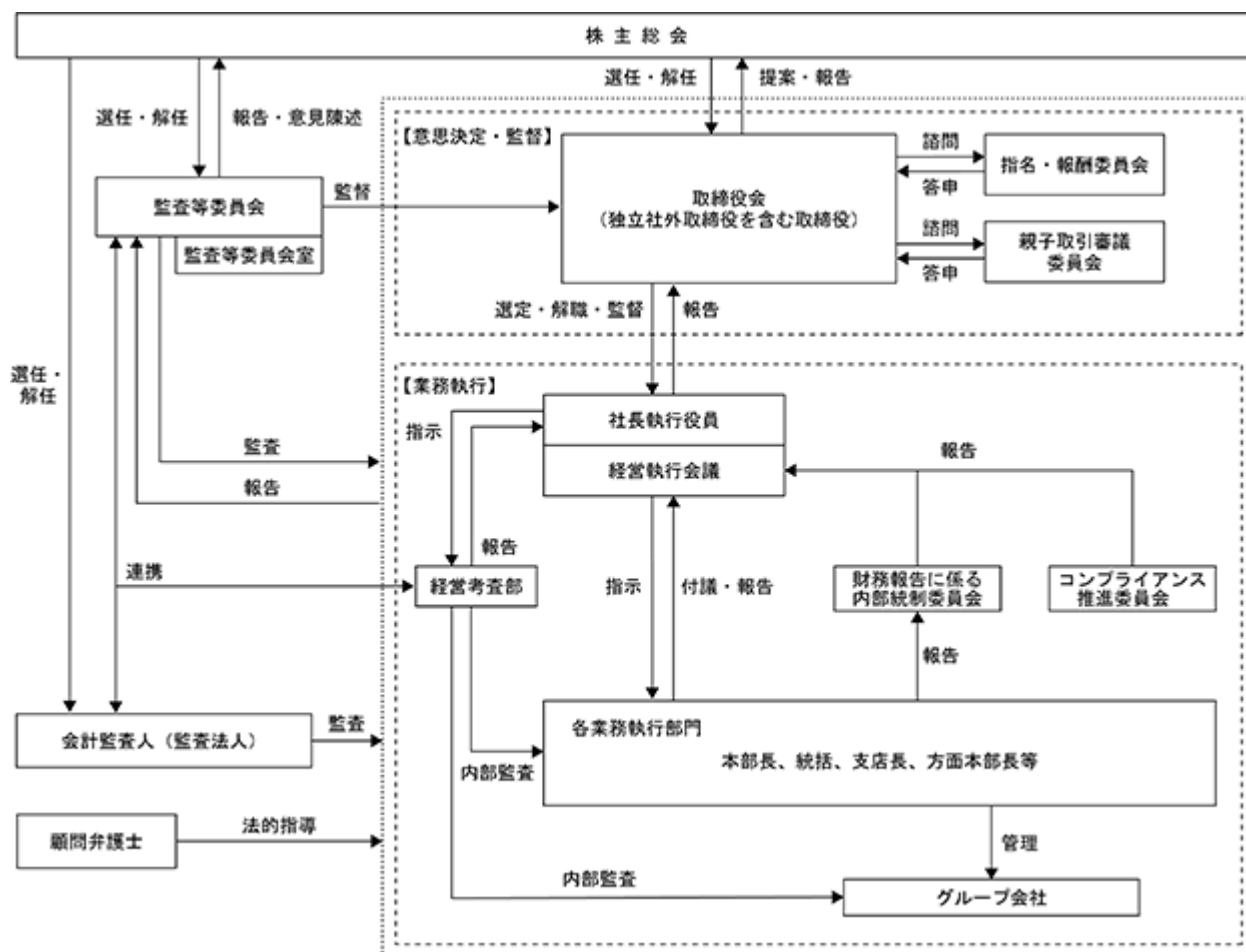 株主総会
選任・解任
報告・意見陳述
選任・解任
提案・報告
【意思決定・監督】
監査等委員会
監査等委員会室
監督
取締役会
（独立社外取締役を含む取締役）
諮問
答申
指名・報酬委員会
諮問
答申
親子取引審議
委員会
選定・解職・監督
報告
選任・
解任
【業務執行】
社長執行役員
経営執行会議
指示
報告
監査
報告
報告
連携
経営考査部
指示
付議・報告
財務報告に係る
内部統制委員会
コンプライアンス
推進委員会
報告
会計監査人（監査法人）
監査
内部監査
各業務執行部門
本部長、統括、支店長、方面本部長等
顧問弁護士
法的指導
管理
内部監査
グループ会社